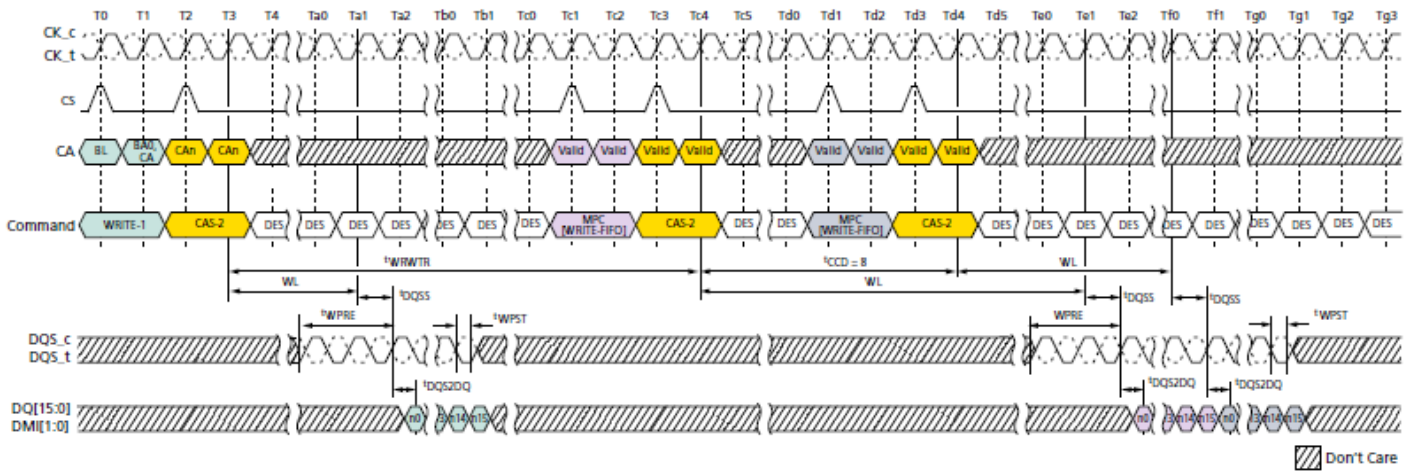 T0 T1 T2 T3 T4 Ta0 Ta1 Ta2 Tb0 Tb1 Tc0 Tc1 Tc2 Tc3 Tc4 Tc5 Td0 Td1 Td2 Td3 Td4 Td5 Te0 Te1 Te2 Tf0 Tf1 Tg0 Tg1 Tg2 Tg3
CK_c
CK_t
CS
CA BL BA0, CA CAn CAn Valid Valid Valid Valid Valid Valid Valid Valid
Command WRITE-1 CAS-2 DES DES DES DES DES DES DES MPC [WRITE-FIFO] CAS-2 DES DES MPC [WRITE-FIFO] CAS-2 DES DES DES DES DES DES DES DES DES DES
tWRWTR tCCD = 8 WL
WL WL
tDQSS tDQSS tDQSS
tWPRE tWPST WPRE tWPST
DQS_c
DQS_t
tDQS2DQ tDQS2DQ tDQS2DQ
DQ[15:0]
DMI[1:0]
n0 n14 n15 n0 n14 n15 n0 n14 n15
Don't Care